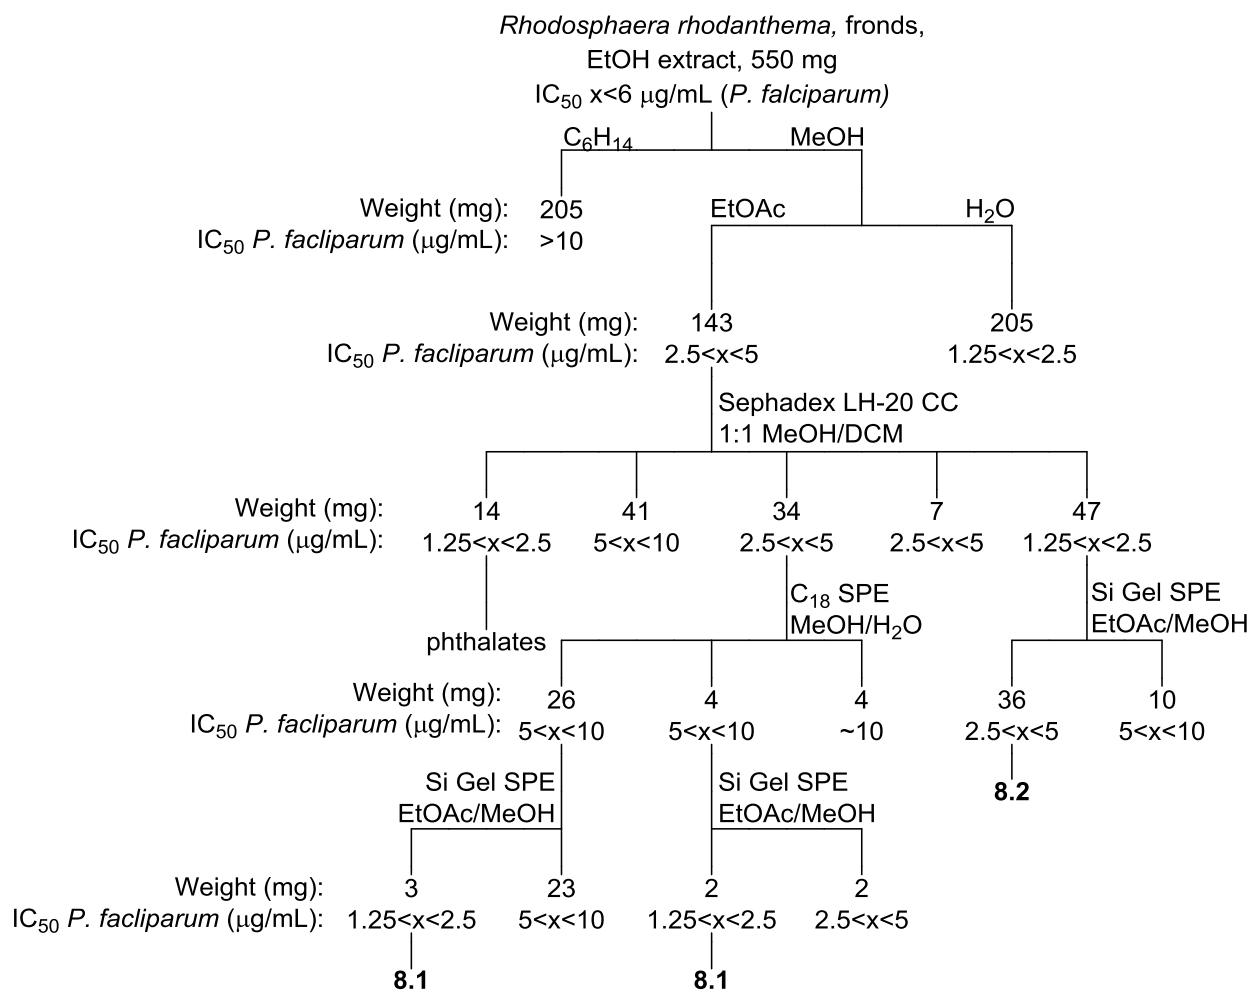 Rhodosphaera rhodanthema, fronds,
EtOH extract, 550 mg
IC50 x<6 μg/mL (P. falciparum)
C6H14 MeOH
Weight (mg): 205 EtOAc H2O
IC50 P. facliparum (μg/mL): >10
Weight (mg): 143 205
IC50 P. facliparum (μg/mL): 2.5<x<5 1.25<x<2.5
Sephadex LH-20 CC
1:1 MeOH/DCM
Weight (mg): 14 41 34 7 47
IC50 P. facliparum (μg/mL): 1.25<x<2.5 5<x<10 2.5<x<5 2.5<x<5 1.25<x<2.5
C18 SPE Si Gel SPE
MeOH/H2O EtOAc/MeOH
phthalates
Weight (mg): 26 4 4 36 10
IC50 P. facliparum (μg/mL): 5<x<10 5<x<10 ~10 2.5<x<5 5<x<10
Si Gel SPE Si Gel SPE 8.2
EtOAc/MeOH EtOAc/MeOH
Weight (mg): 3 23 2 2
IC50 P. facliparum (μg/mL): 1.25<x<2.5 5<x<10 1.25<x<2.5 2.5<x<5
8.1 8.1